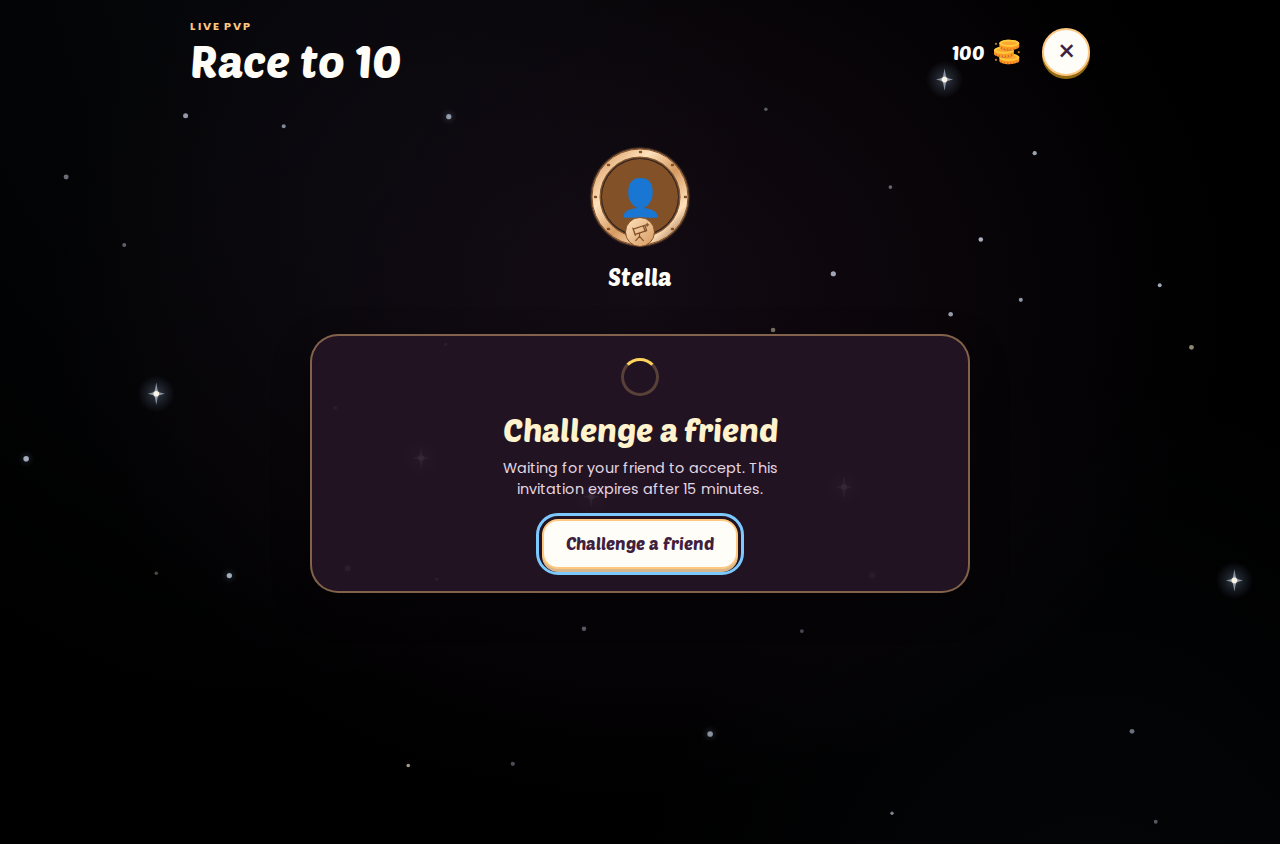 LIVE PVP
Race to 10
100
Stella
Challenge a friend
Waiting for your friend to accept. This
invitation expires after 15 minutes.
Challenge a friend